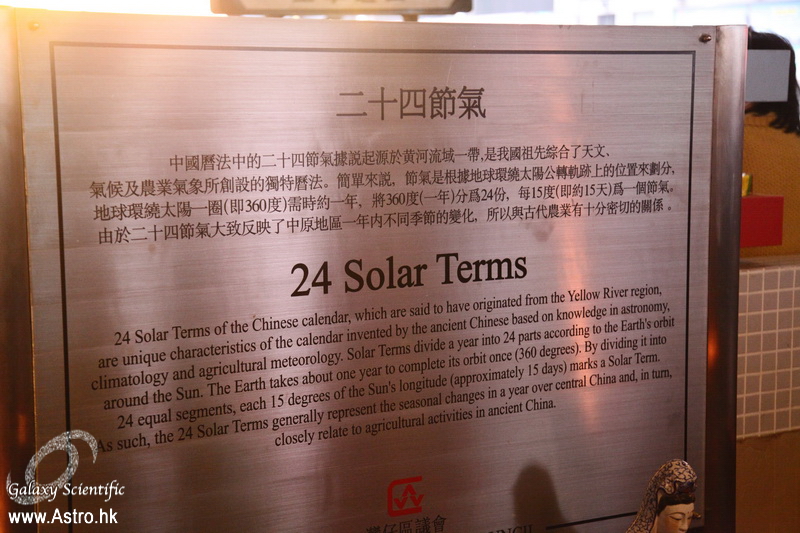 二十四節氣
中國曆法中的二十四節氣據説起源於黄河流域一帶,是我國祖先綜合了天文、
氣候及農業氣象所創設的獨特曆法。簡單來説，節氣是根據地球環繞太陽公轉軌跡上的位置來劃分,
地球環繞太陽一圈(即360度)需時約一年，將360度(一年)分爲24份，每15度(即約15天)爲一個節氣。
由於二十四節氣大致反映了中原地區一年内不同季節的變化，所以與古代農業有十分密切的關係。
24 Solar Terms
24 Solar Terms of the Chinese calendar, which are said to have originated from the Yellow River region,
are unique characteristics of the calendar invented by the ancient Chinese based on knowledge in astronomy,
climatology and agricultural meteorology. Solar Terms divide a year into 24 parts according to the Earth's orbit
around the Sun. The Earth takes about one year to complete its orbit once (360 degrees). By dividing it into
24 equal segments, each 15 degrees of the Sun's longitude (approximately 15 days) marks a Solar Term.
As such, the 24 Solar Terms generally represent the seasonal changes in a year over central China and, in turn,
closely relate to agricultural activities in ancient China.
灣仔區議會
Galaxy Scientific
www.Astro.hk